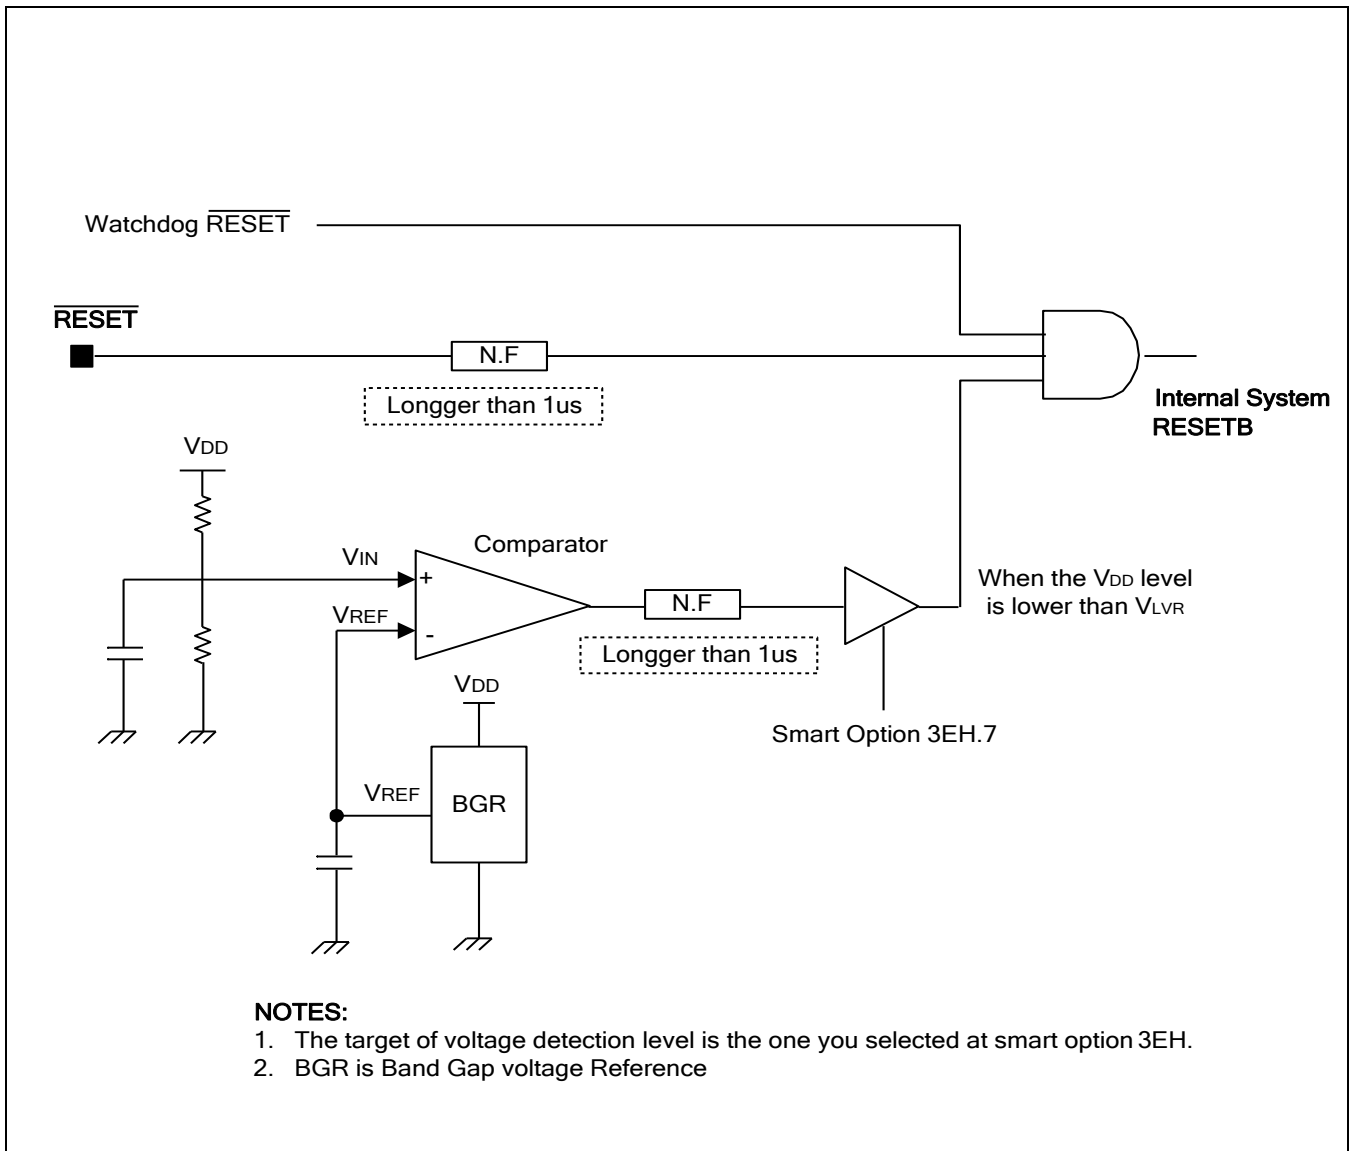 Watchdog RESET
RESET
N.F
Longger than 1us
Internal System
RESETB
VDD
Comparator
VIN
+
VREF
-
N.F
Longger than 1us
When the VDD level
is lower than VLVR
Smart Option 3EH.7
VDD
VREF
BGR
NOTES:
1. The target of voltage detection level is the one you selected at smart option 3EH.
2. BGR is Band Gap voltage Reference